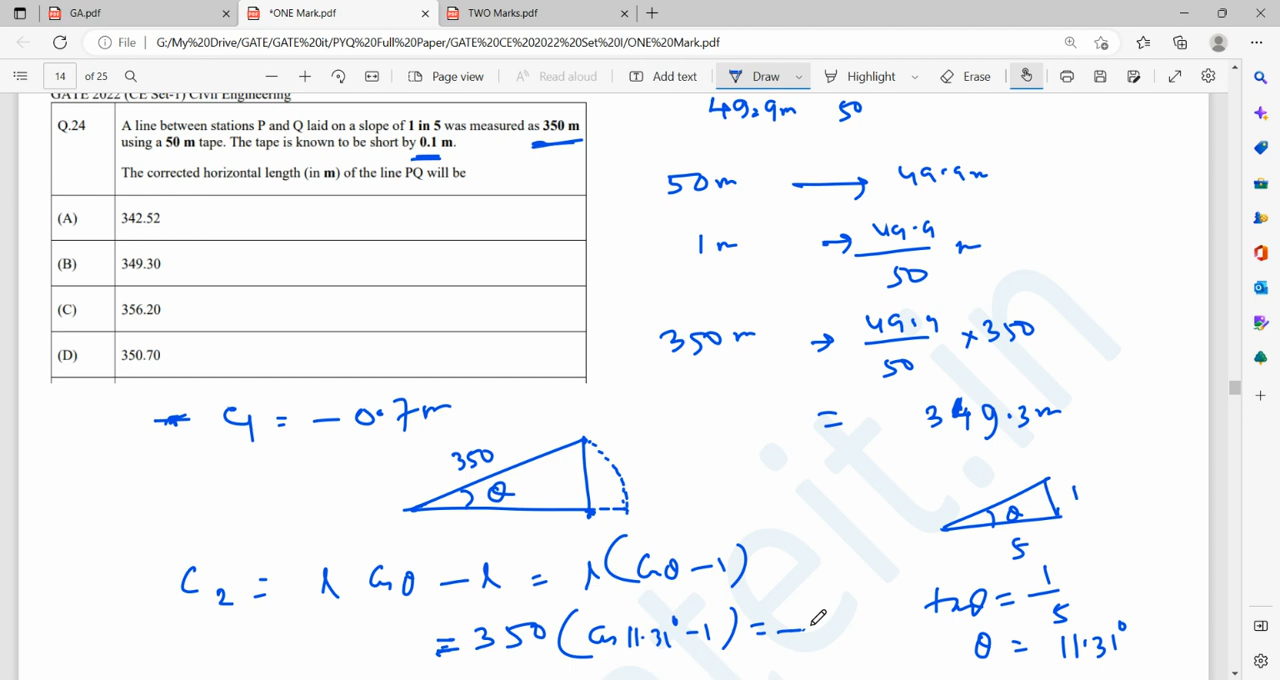 GA.pdf
*ONE Mark.pdf
TWO Marks.pdf
File G:/My%20Drive/GATE/GATE%20it/PYQ%20Full%20Paper/GATE%20CE%202022%20Set%20I/ONE%20Mark.pdf
14 of 25
Page view
Read aloud
Add text
Draw
Highlight
Erase
GATE 2022 (CE Set-1) Civil Engineering
Q.24
A line between stations P and Q laid on a slope of 1 in 5 was measured as 350 m
using a 50 m tape. The tape is known to be short by 0.1 m.
The corrected horizontal length (in m) of the line PQ will be
(A) 342.52
(B) 349.30
(C) 356.20
(D) 350.70
49.9m 50
50m → 49.9m
1m → 49.9/50 m
350m → 49.9/50 × 350
= 349.3m
C1 = - 0.7m
350
θ
θ
1
5
C2 = l Cosθ - l = l(Cosθ - 1)
= 350 (Cos 11.31° - 1) = -
tanθ = 1/5
θ = 11.31°
ateit.in